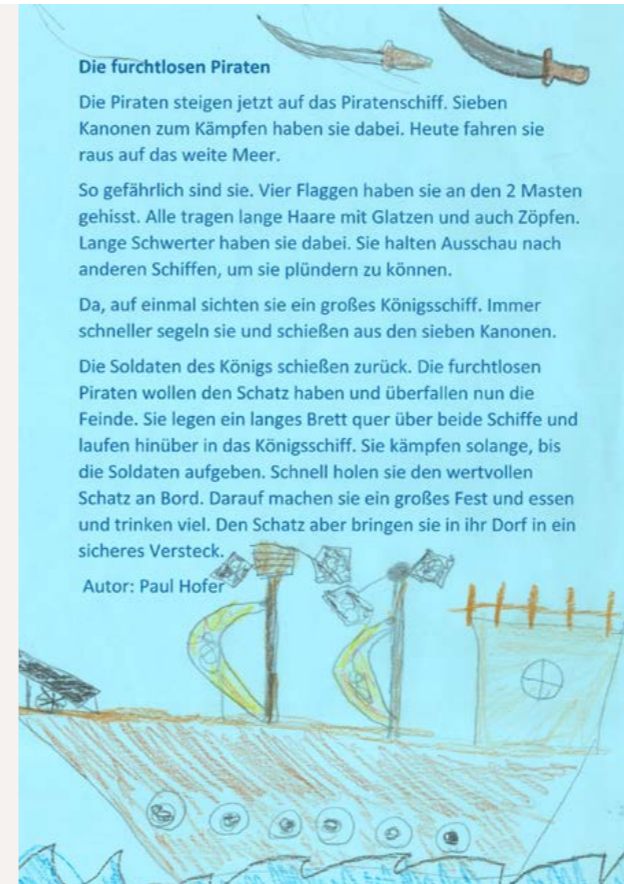 Die furchtlosen Piraten
Die Piraten steigen jetzt auf das Piratenschiff. Sieben
Kanonen zum Kämpfen haben sie dabei. Heute fahren sie
raus auf das weite Meer.
So gefährlich sind sie. Vier Flaggen haben sie an den 2 Masten
gehisst. Alle tragen lange Haare mit Glatzen und auch Zöpfen.
Lange Schwerter haben sie dabei. Sie halten Ausschau nach
anderen Schiffen, um sie plündern zu können.
Da, auf einmal sichten sie ein großes Königsschiff. Immer
schneller segeln sie und schießen aus den sieben Kanonen.
Die Soldaten des Königs schießen zurück. Die furchtlosen
Piraten wollen den Schatz haben und überfallen nun die
Feinde. Sie legen ein langes Brett quer über beide Schiffe und
laufen hinüber in das Königsschiff. Sie kämpfen solange, bis
die Soldaten aufgeben. Schnell holen sie den wertvollen
Schatz an Bord. Darauf machen sie ein großes Fest und essen
und trinken viel. Den Schatz aber bringen sie in ihr Dorf in ein
sicheres Versteck.
Autor: Paul Hofer